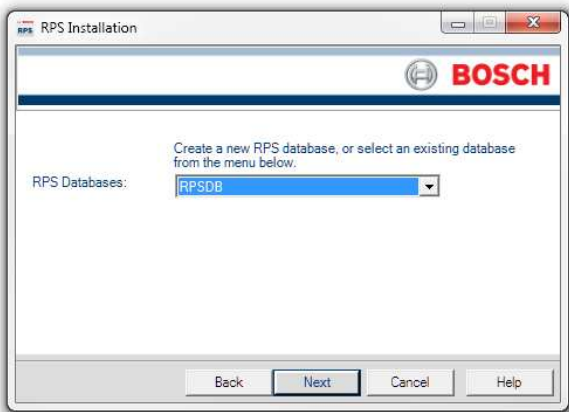 RPS RPS Installation
BOSCH
Create a new RPS database, or select an existing database
from the menu below.
RPS Databases:
RPSDB
Back Next Cancel Help